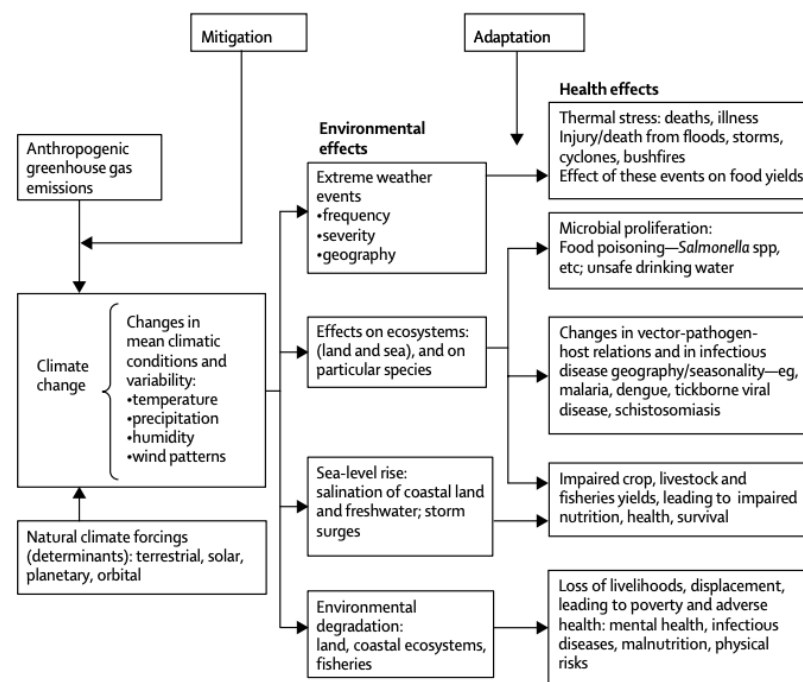 Mitigation
Adaptation
Health effects
Thermal stress: deaths, illness
Injury/death from floods, storms,
cyclones, bushfires
Effect of these events on food yields
Environmental
effects
Anthropogenic
greenhouse gas
emissions
Extreme weather
events
•frequency
•severity
•geography
Microbial proliferation:
Food poisoning—Salmonella spp,
etc; unsafe drinking water
Climate
change
Changes in
mean climatic
conditions and
variability:
•temperature
•precipitation
•humidity
•wind patterns
Effects on ecosystems:
(land and sea), and on
particular species
Changes in vector-pathogen-
host relations and in infectious
disease geography/seasonality—eg,
malaria, dengue, tickborne viral
disease, schistosomiasis
Sea-level rise:
salination of coastal land
and freshwater; storm
surges
Impaired crop, livestock and
fisheries yields, leading to impaired
nutrition, health, survival
Natural climate forcings
(determinants): terrestrial, solar,
planetary, orbital
Environmental
degradation:
land, coastal ecosystems,
fisheries
Loss of livelihoods, displacement,
leading to poverty and adverse
health: mental health, infectious
diseases, malnutrition, physical
risks